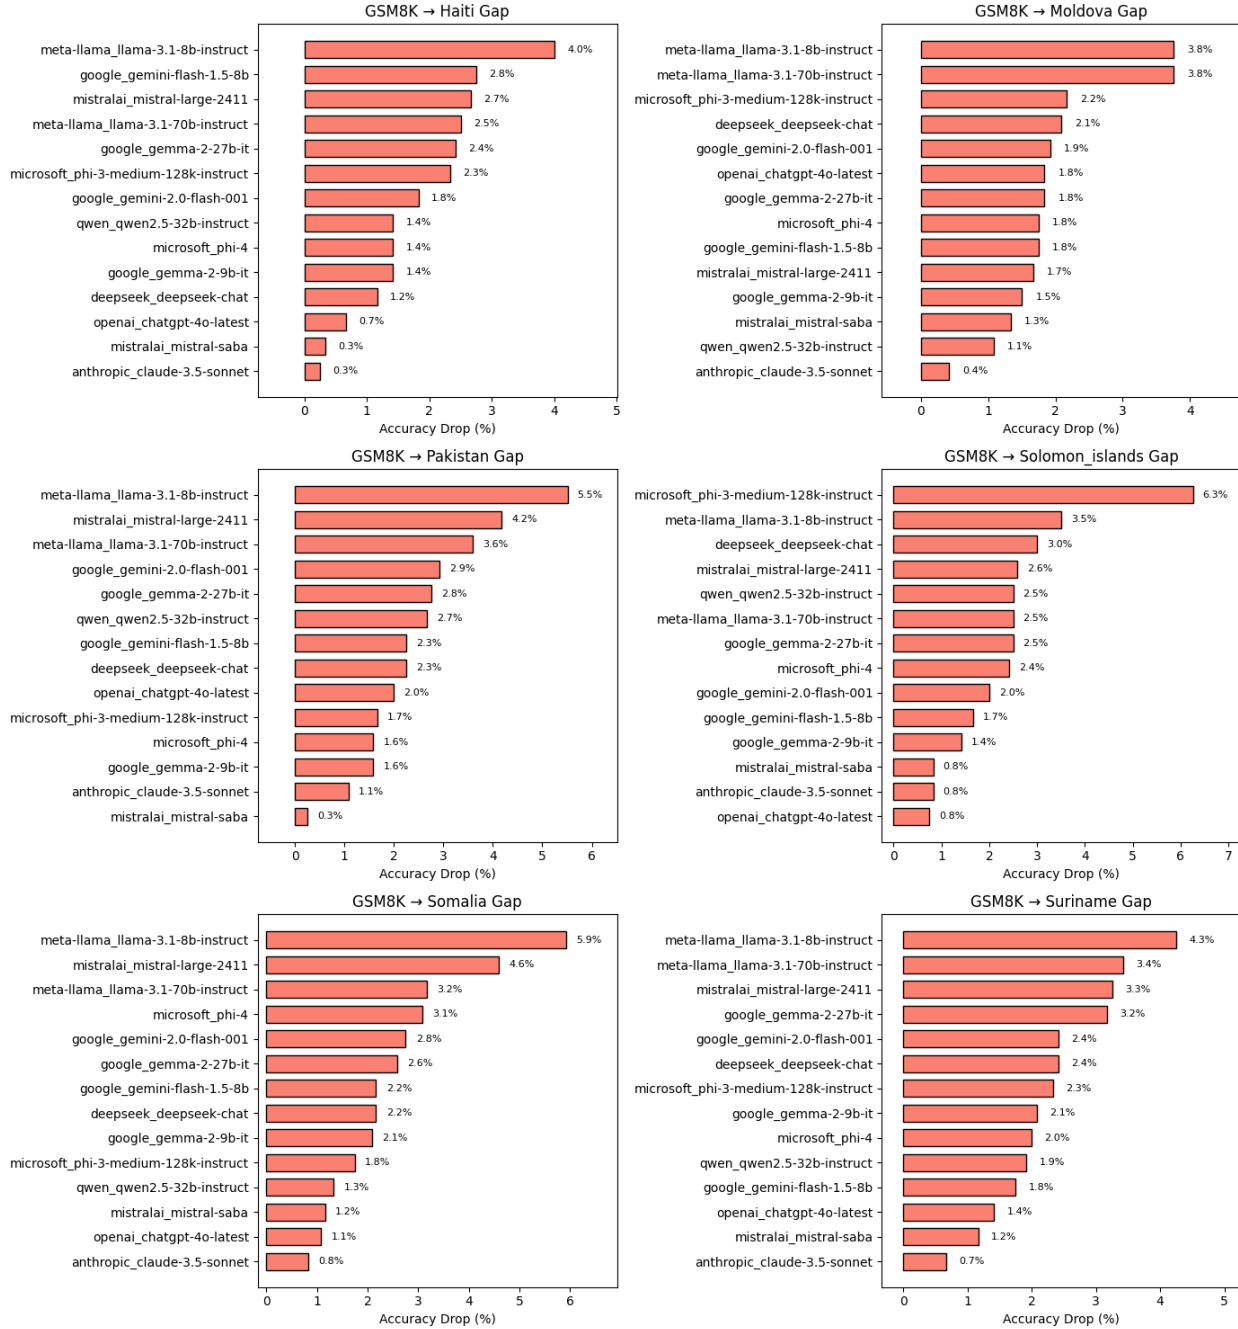 GSM8K → Haiti Gap
meta-llama_llama-3.1-8b-instruct 4.0%
google_gemini-flash-1.5-8b 2.8%
mistralai_mistral-large-2411 2.7%
meta-llama_llama-3.1-70b-instruct 2.5%
google_gemma-2-27b-it 2.4%
microsoft_phi-3-medium-128k-instruct 2.3%
google_gemini-2.0-flash-001 1.8%
qwen_qwen2.5-32b-instruct 1.4%
microsoft_phi-4 1.4%
google_gemma-2-9b-it 1.4%
deepseek_deepseek-chat 1.2%
openai_chatgpt-4o-latest 0.7%
mistralai_mistral-saba 0.3%
anthropic_claude-3.5-sonnet 0.3%
0 1 2 3 4 5
Accuracy Drop (%)
GSM8K → Moldova Gap
meta-llama_llama-3.1-8b-instruct 3.8%
meta-llama_llama-3.1-70b-instruct 3.8%
microsoft_phi-3-medium-128k-instruct 2.2%
deepseek_deepseek-chat 2.1%
google_gemini-2.0-flash-001 1.9%
openai_chatgpt-4o-latest 1.8%
google_gemma-2-27b-it 1.8%
microsoft_phi-4 1.8%
google_gemini-flash-1.5-8b 1.8%
mistralai_mistral-large-2411 1.7%
google_gemma-2-9b-it 1.5%
mistralai_mistral-saba 1.3%
qwen_qwen2.5-32b-instruct 1.1%
anthropic_claude-3.5-sonnet 0.4%
0 1 2 3 4
Accuracy Drop (%)
GSM8K → Pakistan Gap
meta-llama_llama-3.1-8b-instruct 5.5%
mistralai_mistral-large-2411 4.2%
meta-llama_llama-3.1-70b-instruct 3.6%
google_gemini-2.0-flash-001 2.9%
google_gemma-2-27b-it 2.8%
qwen_qwen2.5-32b-instruct 2.7%
google_gemini-flash-1.5-8b 2.3%
deepseek_deepseek-chat 2.3%
openai_chatgpt-4o-latest 2.0%
microsoft_phi-3-medium-128k-instruct 1.7%
microsoft_phi-4 1.6%
google_gemma-2-9b-it 1.6%
anthropic_claude-3.5-sonnet 1.1%
mistralai_mistral-saba 0.3%
0 1 2 3 4 5 6
Accuracy Drop (%)
GSM8K → Solomon_islands Gap
microsoft_phi-3-medium-128k-instruct 6.3%
meta-llama_llama-3.1-8b-instruct 3.5%
deepseek_deepseek-chat 3.0%
mistralai_mistral-large-2411 2.6%
qwen_qwen2.5-32b-instruct 2.5%
meta-llama_llama-3.1-70b-instruct 2.5%
google_gemma-2-27b-it 2.5%
microsoft_phi-4 2.4%
google_gemini-2.0-flash-001 2.0%
google_gemini-flash-1.5-8b 1.7%
google_gemma-2-9b-it 1.4%
mistralai_mistral-saba 0.8%
anthropic_claude-3.5-sonnet 0.8%
openai_chatgpt-4o-latest 0.8%
0 1 2 3 4 5 6 7
Accuracy Drop (%)
GSM8K → Somalia Gap
meta-llama_llama-3.1-8b-instruct 5.9%
mistralai_mistral-large-2411 4.6%
meta-llama_llama-3.1-70b-instruct 3.2%
microsoft_phi-4 3.1%
google_gemini-2.0-flash-001 2.8%
google_gemma-2-27b-it 2.6%
google_gemini-flash-1.5-8b 2.2%
deepseek_deepseek-chat 2.2%
google_gemma-2-9b-it 2.1%
microsoft_phi-3-medium-128k-instruct 1.8%
qwen_qwen2.5-32b-instruct 1.3%
mistralai_mistral-saba 1.2%
openai_chatgpt-4o-latest 1.1%
anthropic_claude-3.5-sonnet 0.8%
0 1 2 3 4 5 6
Accuracy Drop (%)
GSM8K → Suriname Gap
meta-llama_llama-3.1-8b-instruct 4.3%
meta-llama_llama-3.1-70b-instruct 3.4%
mistralai_mistral-large-2411 3.3%
google_gemma-2-27b-it 3.2%
google_gemini-2.0-flash-001 2.4%
deepseek_deepseek-chat 2.4%
microsoft_phi-3-medium-128k-instruct 2.3%
google_gemma-2-9b-it 2.1%
microsoft_phi-4 2.0%
qwen_qwen2.5-32b-instruct 1.9%
google_gemini-flash-1.5-8b 1.8%
openai_chatgpt-4o-latest 1.4%
mistralai_mistral-saba 1.2%
anthropic_claude-3.5-sonnet 0.7%
0 1 2 3 4 5
Accuracy Drop (%)